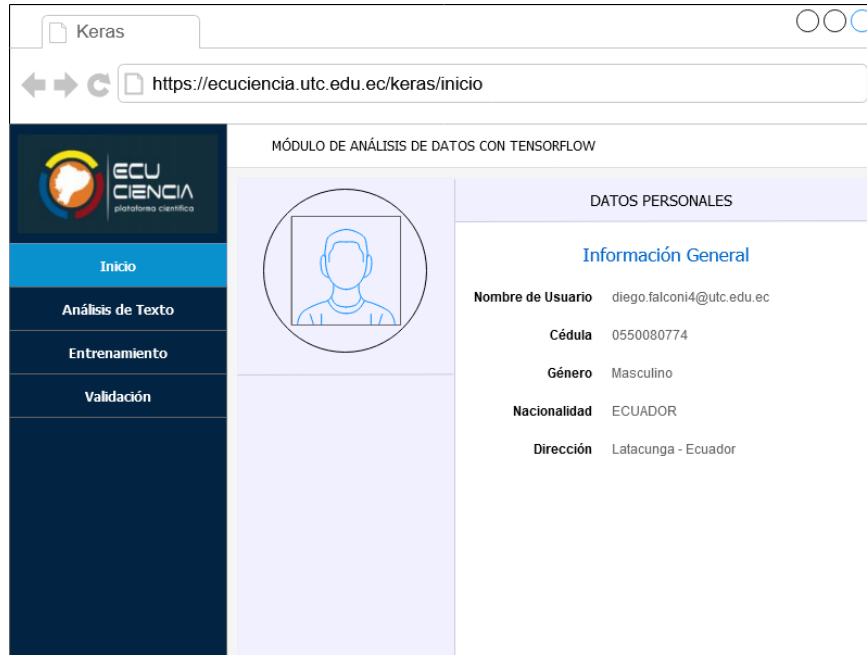 Keras
https://ecuciencia.utc.edu.ec/keras/inicio
ECU
CIENCIA
plataforma científica
MÓDULO DE ANÁLISIS DE DATOS CON TENSORFLOW
Inicio
Análisis de Texto
Entrenamiento
Validación
DATOS PERSONALES
Información General
Nombre de Usuario diego.falconi4@utc.edu.ec
Cédula 0550080774
Género Masculino
Nacionalidad ECUADOR
Dirección Latacunga - Ecuador